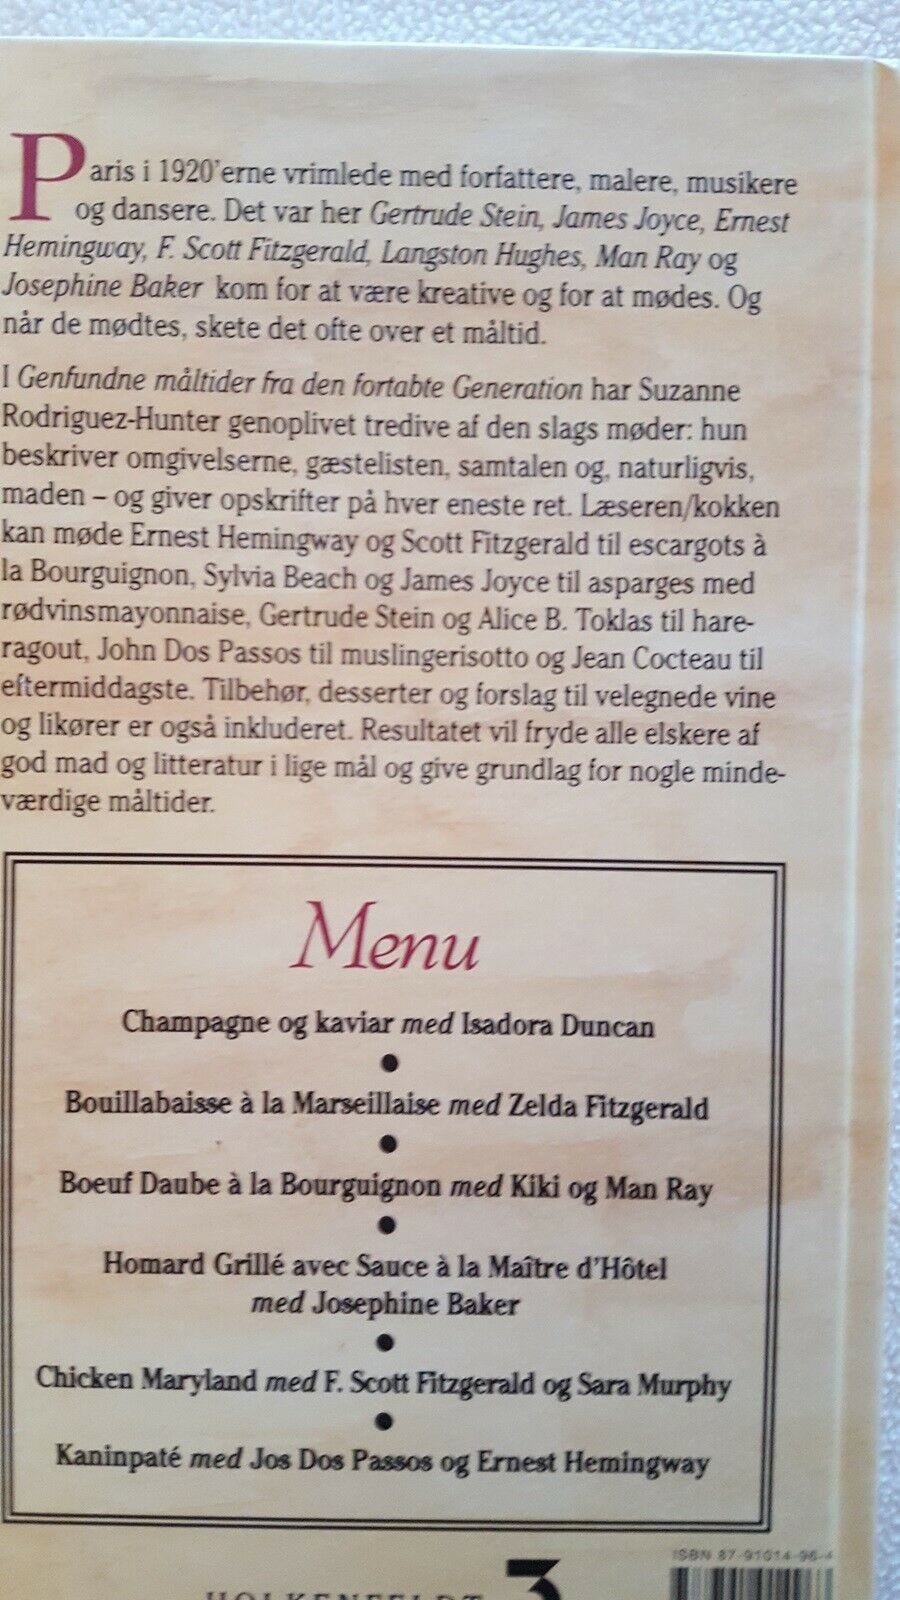 Paris i 1920'erne vrimlede med forfattere, malere, musikere
og dansere. Det var her Gertrude Stein, James Joyce, Ernest
Hemingway, F. Scott Fitzgerald, Langston Hughes, Man Ray og
Josephine Baker kom for at være kreative og for at mødes. Og
når de mødtes, skete det ofte over et måltid.
I Genfundne måltider fra den fortabte Generation har Suzanne
Rodriguez-Hunter genoplivet tredive af den slags møder: hun
beskriver omgivelserne, gæstelisten, samtalen og, naturligvis,
maden – og giver opskrifter på hver eneste ret. Læseren/kokken
kan møde Ernest Hemingway og Scott Fitzgerald til escargots à
la Bourguignon, Sylvia Beach og James Joyce til asparges med
rødvinsmayonnaise, Gertrude Stein og Alice B. Toklas til hare-
ragout, John Dos Passos til muslingerisotto og Jean Cocteau til
eftermiddagste. Tilbehør, desserter og forslag til velegnede vine
og likører er også inkluderet. Resultatet vil fryde alle elskere af
god mad og litteratur i lige mål og give grundlag for nogle minde-
værdige måltider.
Menu
Champagne og kaviar med Isadora Duncan
Bouillabaisse à la Marseillaise med Zelda Fitzgerald
Boeuf Daube à la Bourguignon med Kiki og Man Ray
Homard Grillé avec Sauce à la Maître d'Hôtel
med Josephine Baker
Chicken Maryland med F. Scott Fitzgerald og Sara Murphy
Kaninpaté med Jos Dos Passos og Ernest Hemingway
ISBN 87-91014-96-4
HOLKENFELDT 3